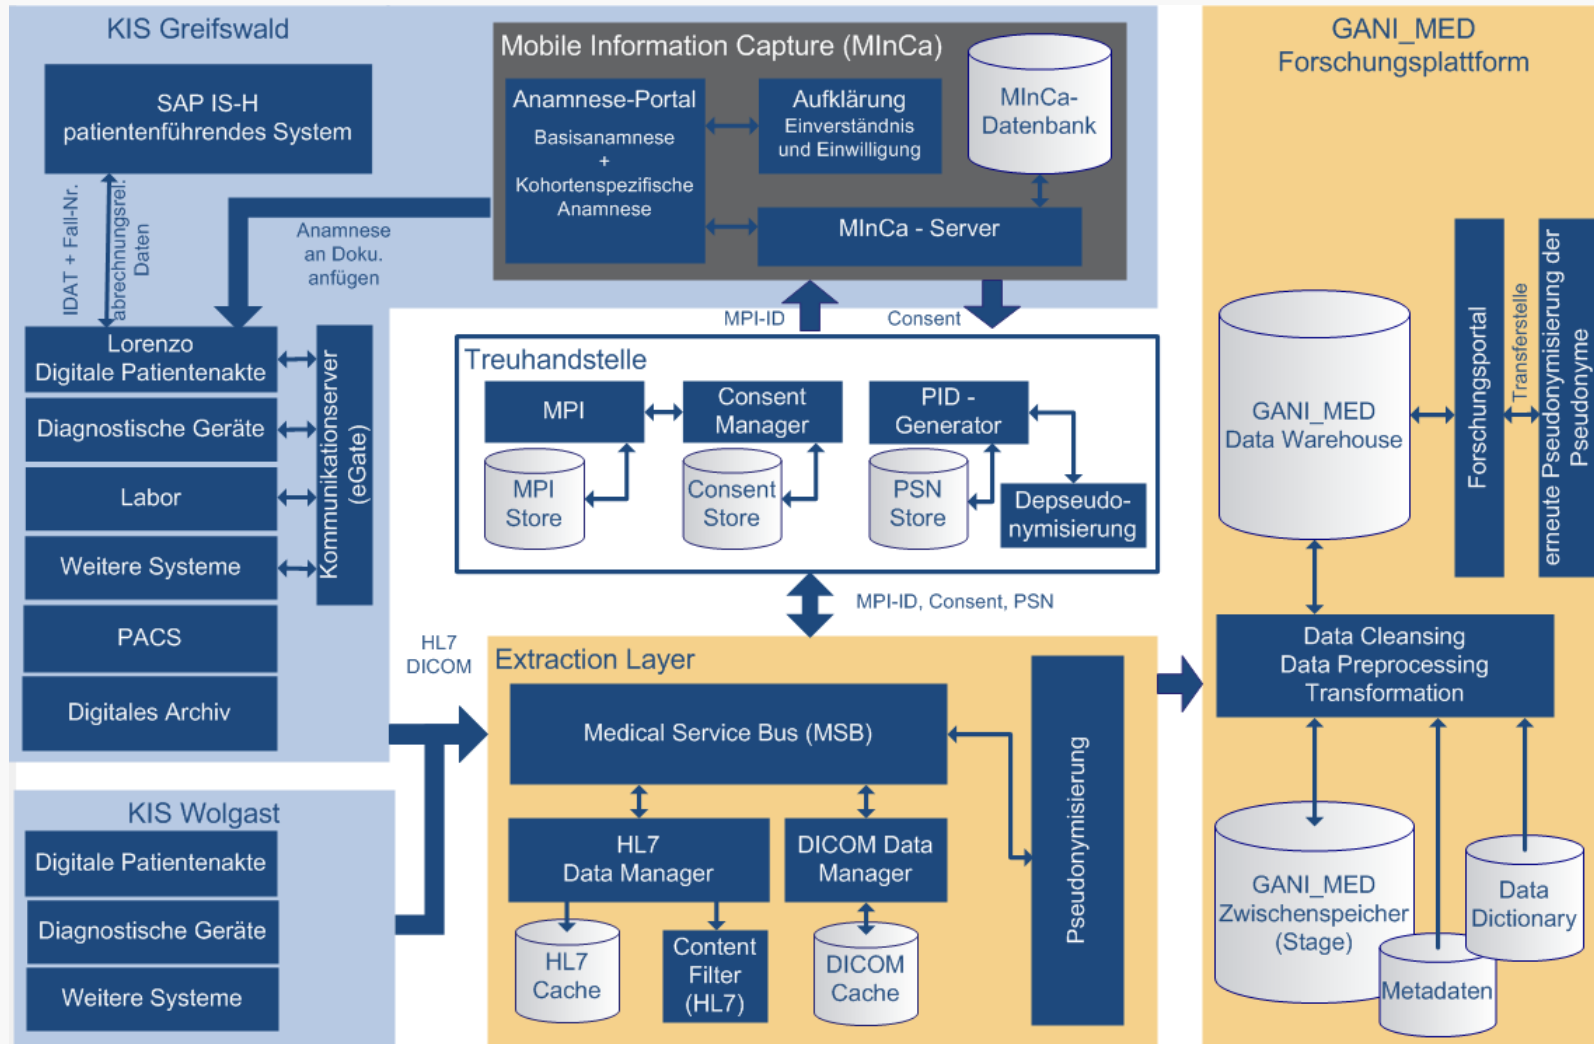 KIS Greifswald
SAP IS-H
patientenführendes System
IDAT + Fall-Nr.
abrechnungsrel.
Daten
Anamnese
an Doku.
anfügen
Lorenzo
Digitale Patientenakte
Diagnostische Geräte
Labor
Weitere Systeme
PACS
Digitales Archiv
Kommunikationserver
(eGate)
Mobile Information Capture (MInCa)
Anamnese-Portal
Basisanamnese
+
Kohortenspezifische
Anamnese
Aufklärung
Einverständnis
und Einwilligung
MInCa-
Datenbank
MInCa - Server
MPI-ID
Consent
Treuhandstelle
MPI
Consent
Manager
PID -
Generator
MPI
Store
Consent
Store
PSN
Store
Depseudo-
nymisierung
MPI-ID, Consent, PSN
HL7
DICOM
KIS Wolgast
Digitale Patientenakte
Diagnostische Geräte
Weitere Systeme
Extraction Layer
Medical Service Bus (MSB)
HL7
Data Manager
DICOM Data
Manager
HL7
Cache
Content
Filter
(HL7)
DICOM
Cache
Pseudonymisierung
GANI_MED
Forschungsplattform
GANI_MED
Data Warehouse
Forschungsportal
Transferstelle
erneute Pseudonymisierung der
Pseudonyme
Data Cleansing
Data Preprocessing
Transformation
GANI_MED
Zwischenspeicher
(Stage)
Metadaten
Data
Dictionary